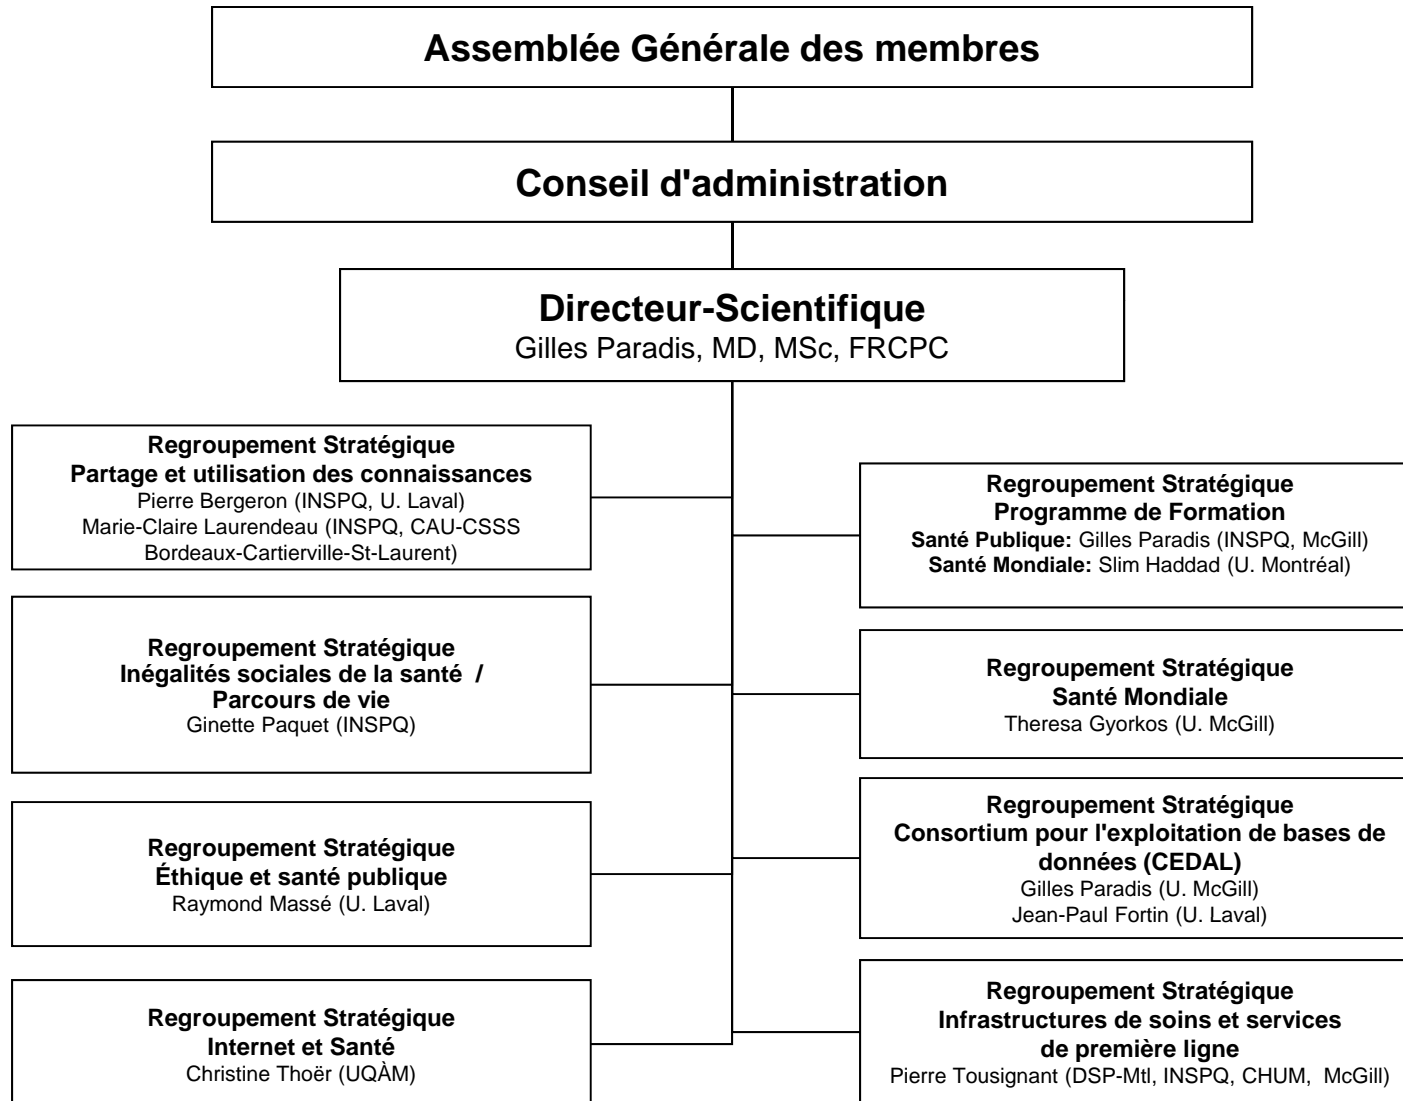 Assemblée Générale des membres
Conseil d'administration
Directeur-Scientifique
Gilles Paradis, MD, MSc, FRCPC
Regroupement Stratégique
Partage et utilisation des connaissances
Pierre Bergeron (INSPQ, U. Laval)
Marie-Claire Laurendeau (INSPQ, CAU-CSSS
Bordeaux-Cartierville-St-Laurent)
Regroupement Stratégique
Inégalités sociales de la santé /
Parcours de vie
Ginette Paquet (INSPQ)
Regroupement Stratégique
Éthique et santé publique
Raymond Massé (U. Laval)
Regroupement Stratégique
Internet et Santé
Christine Thoër (UQÀM)
Regroupement Stratégique
Programme de Formation
Santé Publique: Gilles Paradis (INSPQ, McGill)
Santé Mondiale: Slim Haddad (U. Montréal)
Regroupement Stratégique
Santé Mondiale
Theresa Gyorkos (U. McGill)
Regroupement Stratégique
Consortium pour l'exploitation de bases de
données (CEDAL)
Gilles Paradis (U. McGill)
Jean-Paul Fortin (U. Laval)
Regroupement Stratégique
Infrastructures de soins et services
de première ligne
Pierre Tousignant (DSP-Mtl, INSPQ, CHUM, McGill)